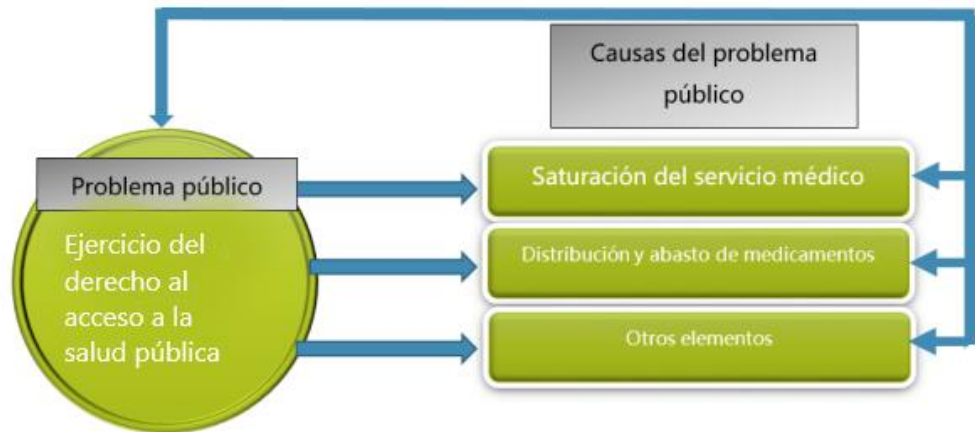 Causas del problema
público
Problema público
Ejercicio del
derecho al
acceso a la
salud pública
Saturación del servicio médico
Distribución y abasto de medicamentos
Otros elementos